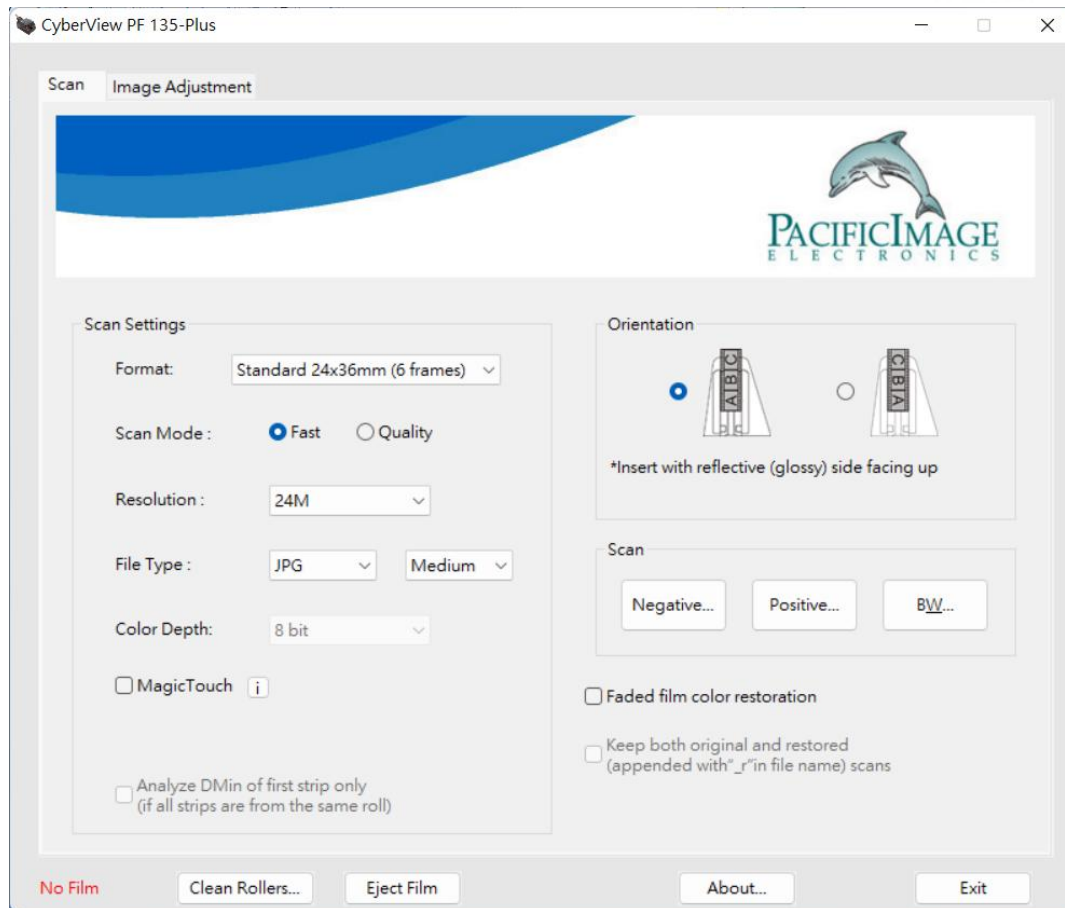 CyberView PF 135-Plus
Scan
Image Adjustment
PACIFICIMAGE
ELECTRONICS
Scan Settings
Format:
Standard 24x36mm (6 frames)
Scan Mode :
Fast
Quality
Resolution :
24M
File Type :
JPG
Medium
Color Depth:
8 bit
MagicTouch
i
Analyze DMin of first strip only
(if all strips are from the same roll)
Orientation
A B C
C B A
*Insert with reflective (glossy) side facing up
Scan
Negative...
Positive...
BW...
Faded film color restoration
Keep both original and restored
(appended with"_r"in file name) scans
No Film
Clean Rollers...
Eject Film
About...
Exit